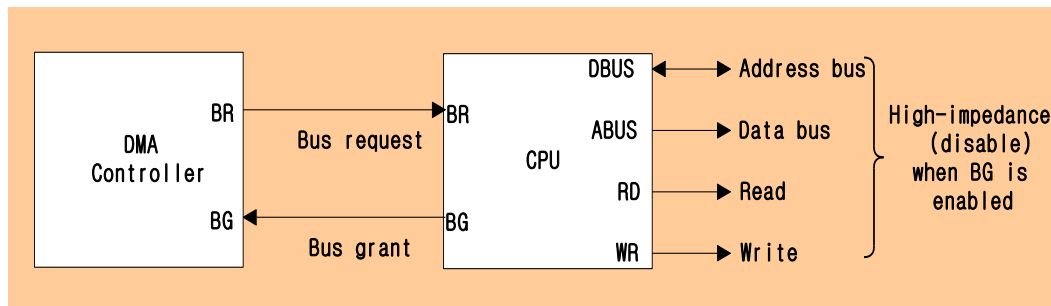 DMA
Controller
BR
BG
Bus request
Bus grant
BR
BG
CPU
DBUS
ABUS
RD
WR
Address bus
Data bus
Read
Write
High-impedance
(disable)
when BG is
enabled